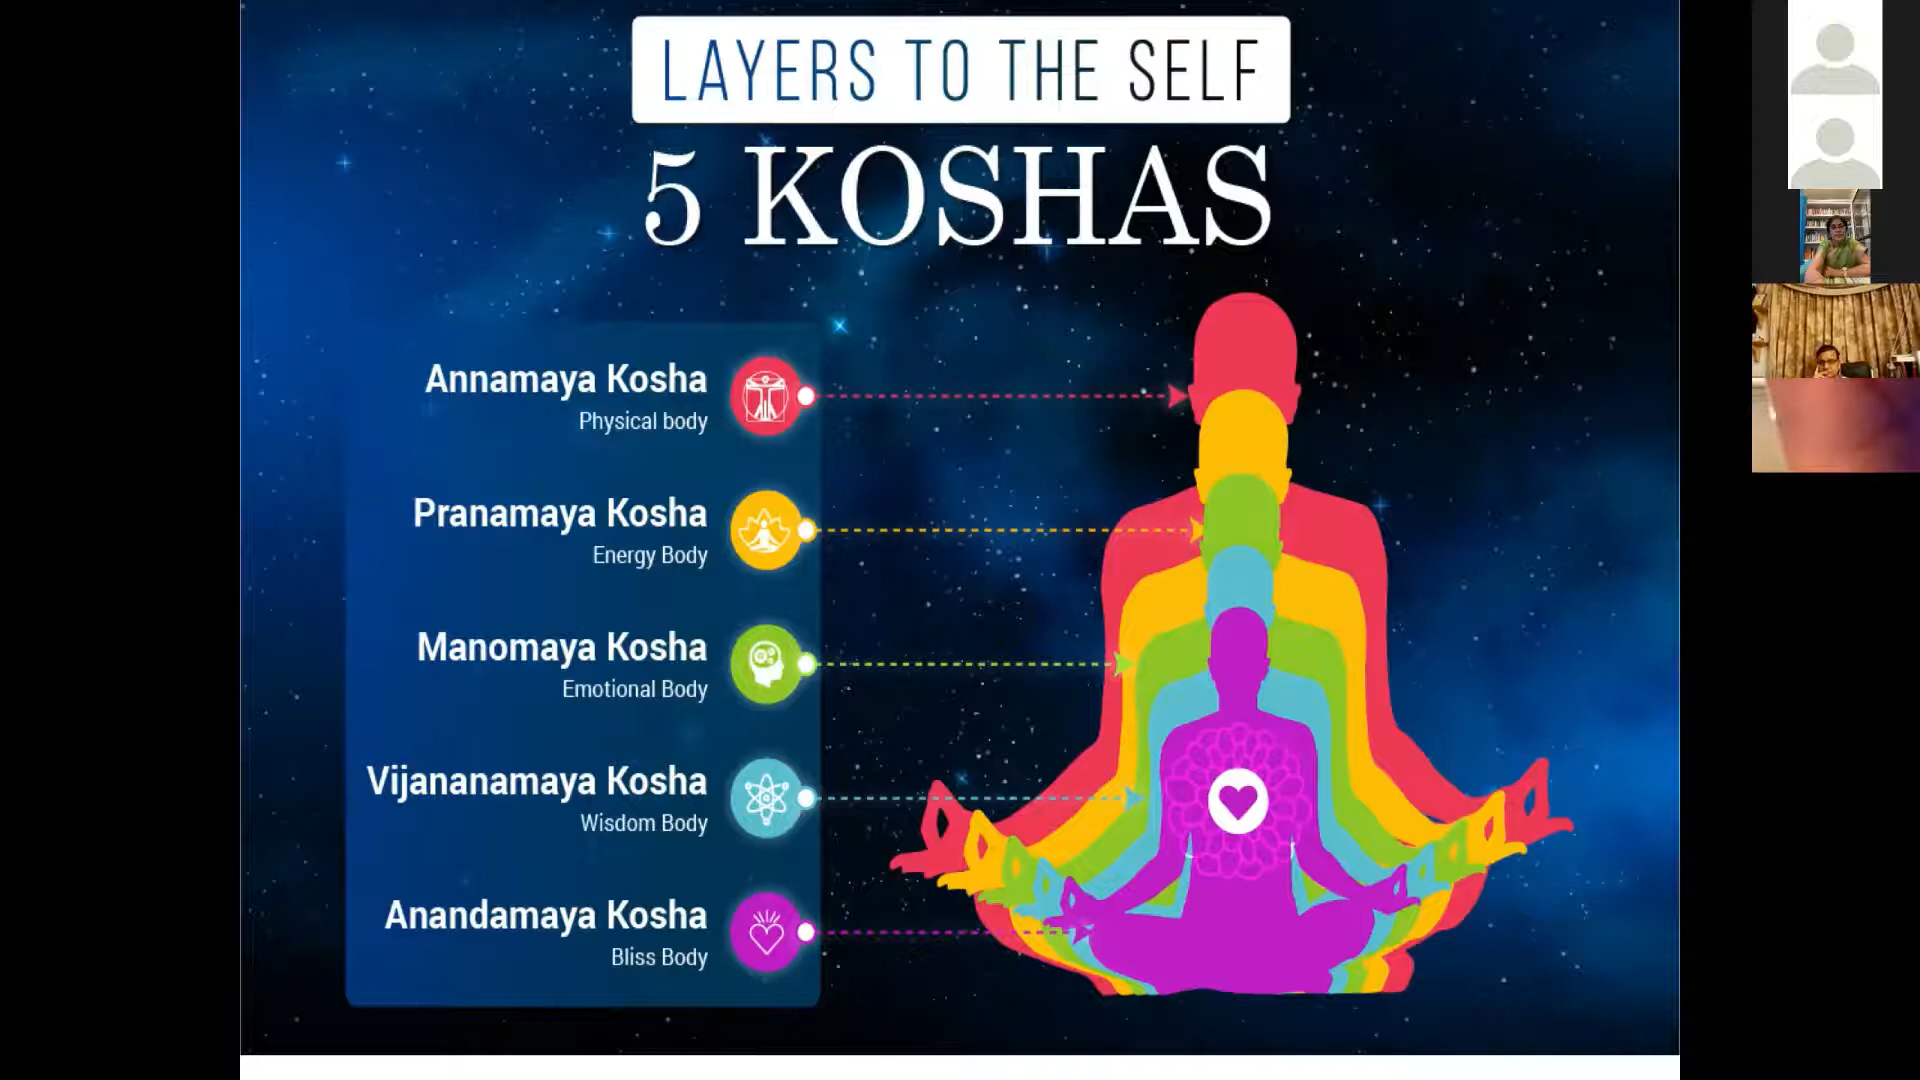 LAYERS TO THE SELF
5 KOSHAS
Annamaya Kosha
Physical body
Pranamaya Kosha
Energy Body
Manomaya Kosha
Emotional Body
Vijananamaya Kosha
Wisdom Body
Anandamaya Kosha
Bliss Body